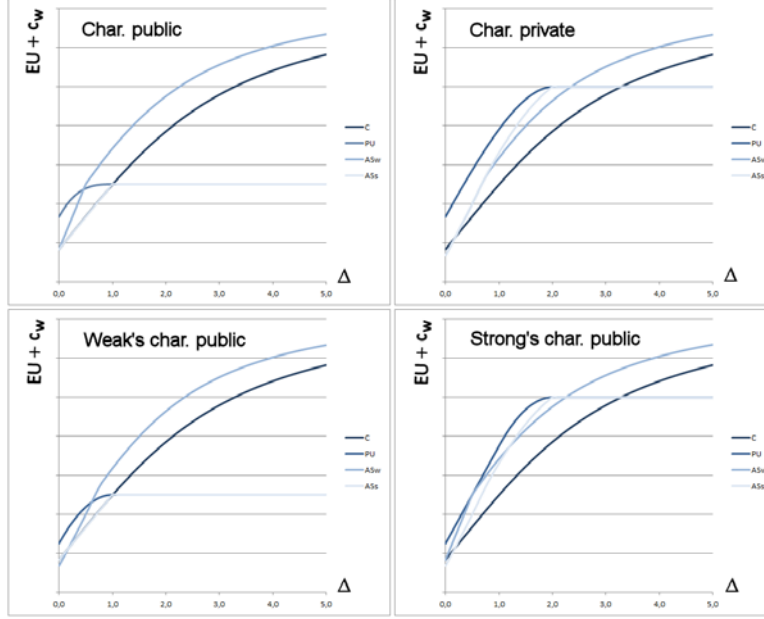 EU + cw
Char. public
C
PU
ASw
ASs
0,0 1,0 2,0 3,0 4,0 5,0
Δ
EU + cw
Char. private
C
PU
ASw
ASs
0,0 1,0 2,0 3,0 4,0 5,0
Δ
EU + cw
Weak's char. public
C
PU
ASw
ASs
0,0 1,0 2,0 3,0 4,0 5,0
Δ
EU + cw
Strong's char. public
C
PU
ASw
ASs
0,0 1,0 2,0 3,0 4,0 5,0
Δ